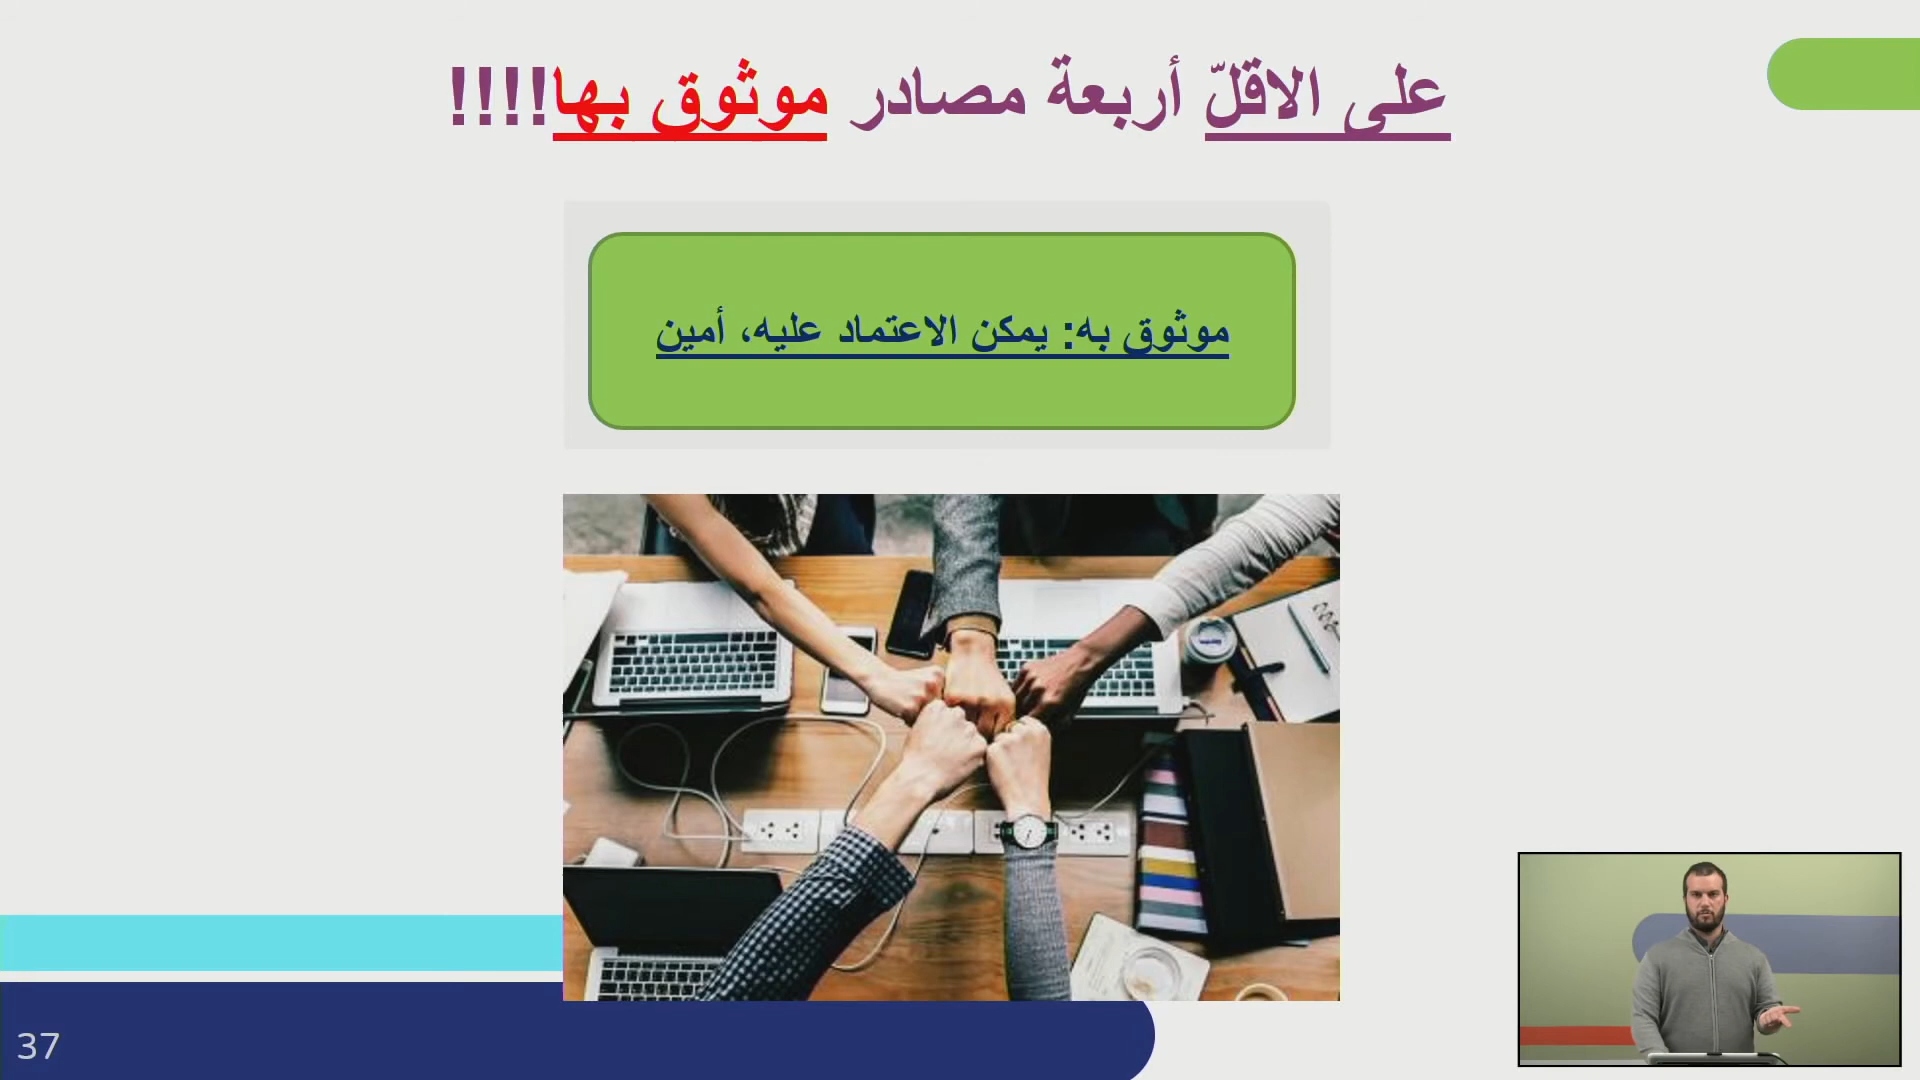 على الاقلّ أربعة مصادر موثوق بها!!!!
موثوق به: يمكن الاعتماد عليه، أمين
37